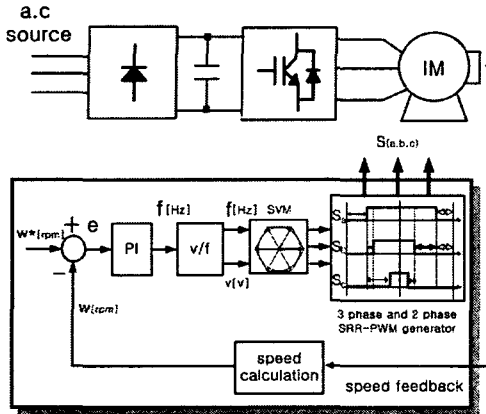 a.c
source
IM
S(a.b.c)
f[Hz]
f[Hz]
SVM
W*[rpm]
+
e
PI
v/f
v[v]
−
W[rpm]
Sa
Sb
Sc
3 phase and 2 phase
SRR-PWM generator
speed
calculation
speed feedback